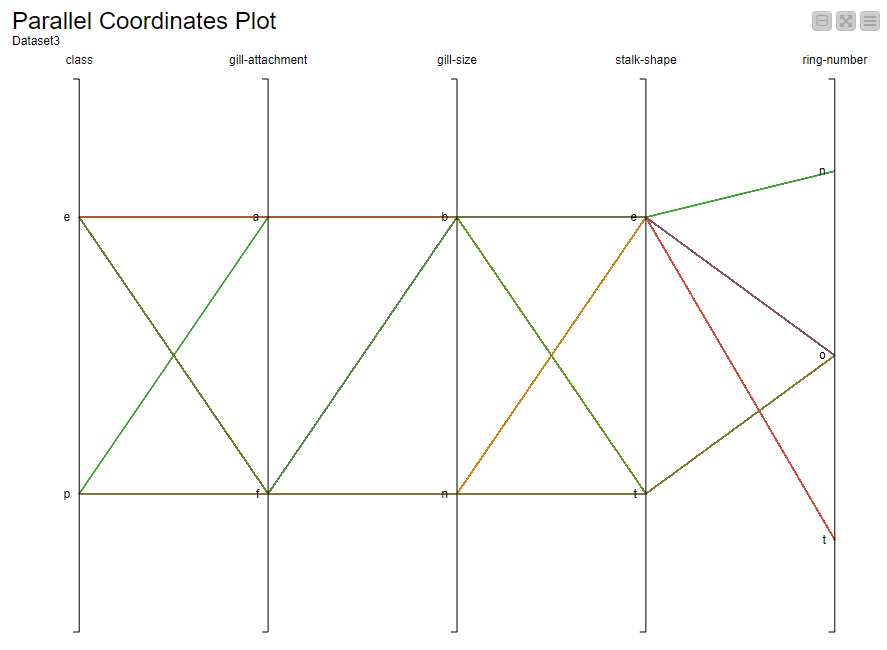 Parallel Coordinates Plot
Dataset3
class gill-attachment gill-size stalk-shape ring-number
n
e a b e
o
p f n t
t